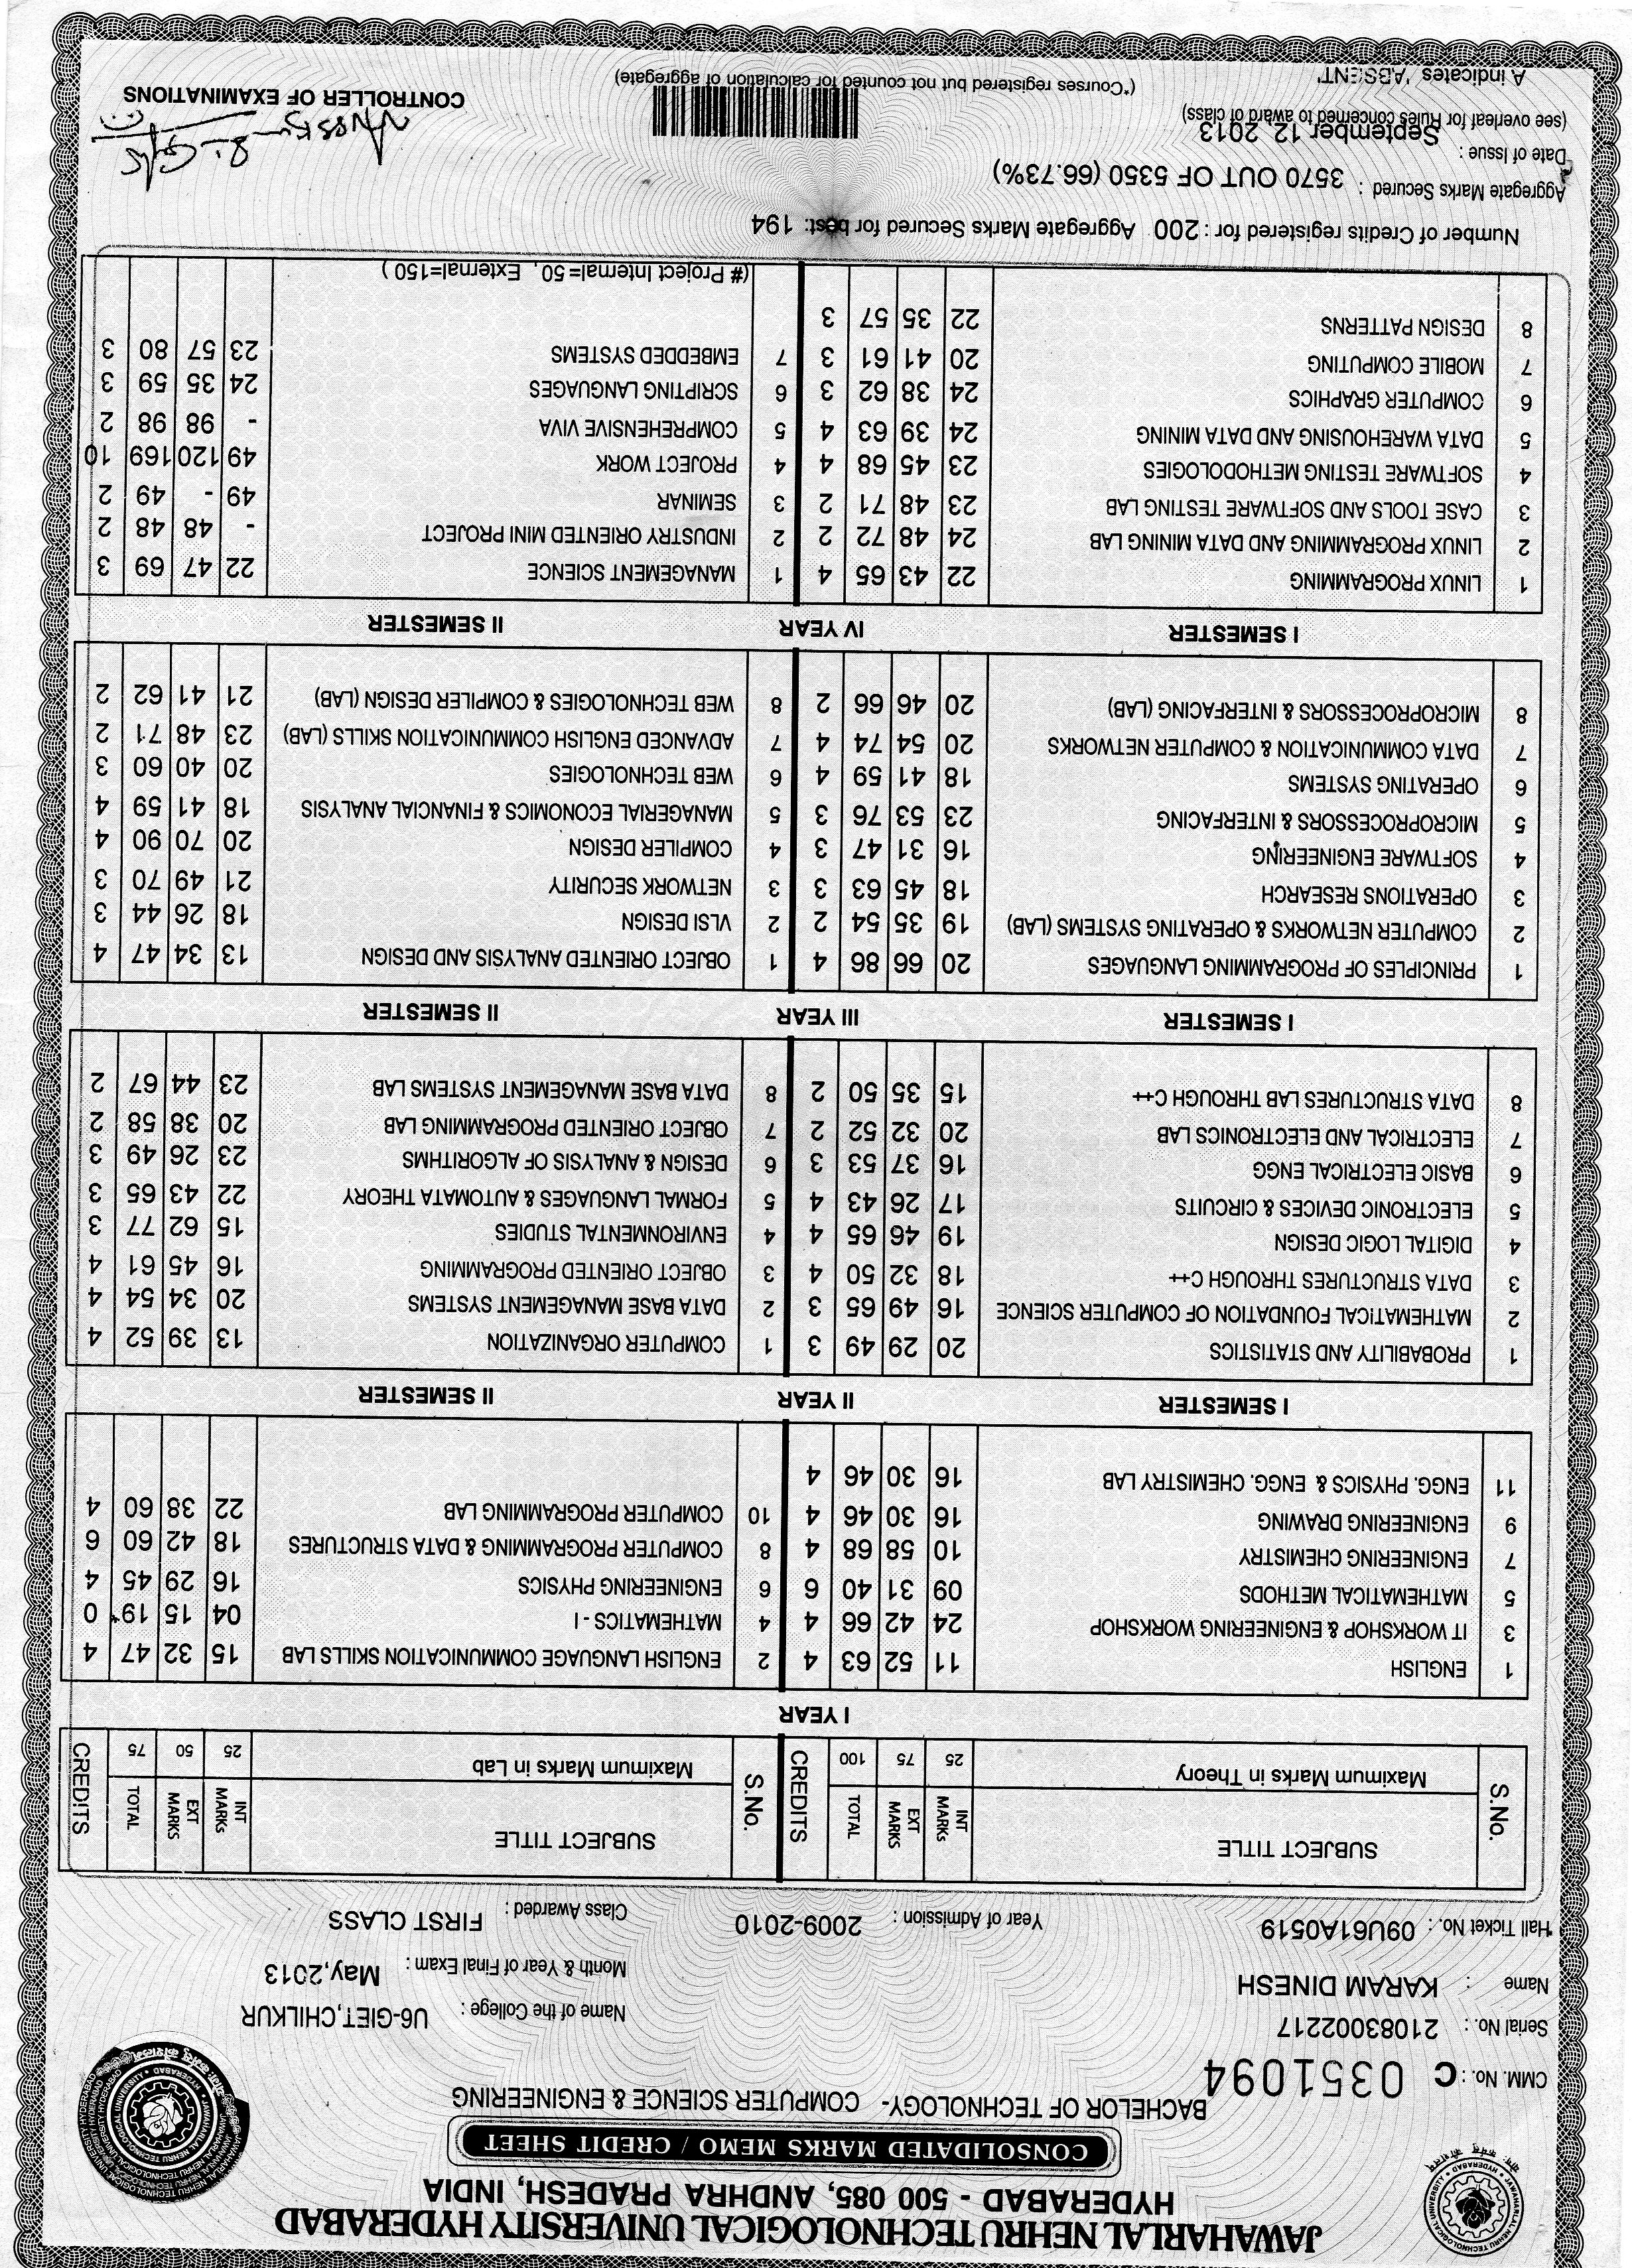 JAWAHARLAL NEHRU TECHNOLOGICAL UNIVERSITY HYDERABAD
HYDERABAD - 500 085, ANDHRA PRADESH, INDIA
CONSOLIDATED MARKS MEMO / CREDIT SHEET
BACHELOR OF TECHNOLOGY- COMPUTER SCIENCE & ENGINEERING
CMM. No. : C 0351094
Serial No. : 21083002217
Name of the College : U6-GIET,CHILKUR
Name : KARAM DINESH
Month & Year of Final Exam : May,2013
Hall Ticket No. : 09U61A0519 Year of Admission : 2009-2010 Class Awarded : FIRST CLASS
S.No. SUBJECT TITLE INT MARKs EXT MARKS TOTAL CREDITS S.No. SUBJECT TITLE INT MARKs EXT MARKS TOTAL CREDITS
Maximum Marks in Theory 25 75 100 Maximum Marks in Lab 25 50 75
I YEAR
1 ENGLISH 11 52 63 4 2 ENGLISH LANGUAGE COMMUNICATION SKILLS LAB 15 32 47 4
3 IT WORKSHOP & ENGINEERING WORKSHOP 24 42 66 4 4 MATHEMATICS - I 04 15 19* 0
5 MATHEMATICAL METHODS 09 31 40 6 6 ENGINEERING PHYSICS 16 29 45 4
7 ENGINEERING CHEMISTRY 10 58 68 4 8 COMPUTER PROGRAMMING & DATA STRUCTURES 18 42 60 6
9 ENGINEERING DRAWING 16 30 46 4 10 COMPUTER PROGRAMMING LAB 22 38 60 4
11 ENGG. PHYSICS & ENGG. CHEMISTRY LAB 16 30 46 4
I SEMESTER II YEAR II SEMESTER
1 PROBABILITY AND STATISTICS 20 29 49 3 1 COMPUTER ORGANIZATION 13 39 52 4
2 MATHEMATICAL FOUNDATION OF COMPUTER SCIENCE 16 49 65 3 2 DATA BASE MANAGEMENT SYSTEMS 20 34 54 4
3 DATA STRUCTURES THROUGH C++ 18 32 50 4 3 OBJECT ORIENTED PROGRAMMING 16 45 61 4
4 DIGITAL LOGIC DESIGN 19 46 65 4 4 ENVIRONMENTAL STUDIES 15 62 77 3
5 ELECTRONIC DEVICES & CIRCUITS 17 26 43 4 5 FORMAL LANGUAGES & AUTOMATA THEORY 22 43 65 3
6 BASIC ELECTRICAL ENGG 16 37 53 3 6 DESIGN & ANALYSIS OF ALGORITHMS 23 26 49 3
7 ELECTRICAL AND ELECTRONICS LAB 20 32 52 2 7 OBJECT ORIENTED PROGRAMMING LAB 20 38 58 2
8 DATA STRUCTURES LAB THROUGH C++ 15 35 50 2 8 DATA BASE MANAGEMENT SYSTEMS LAB 23 44 67 2
I SEMESTER III YEAR II SEMESTER
1 PRINCIPLES OF PROGRAMMING LANGUAGES 20 66 86 4 1 OBJECT ORIENTED ANALYSIS AND DESIGN 13 34 47 4
2 COMPUTER NETWORKS & OPERATING SYSTEMS (LAB) 19 35 54 2 2 VLSI DESIGN 18 26 44 3
3 OPERATIONS RESEARCH 18 45 63 3 3 NETWORK SECURITY 21 49 70 3
4 SOFTWARE ENGINEERING 16 31 47 3 4 COMPILER DESIGN 20 70 90 4
5 MICROPROCESSORS & INTERFACING 23 53 76 3 5 MANAGERIAL ECONOMICS & FINANCIAL ANALYSIS 18 41 59 4
6 OPERATING SYSTEMS 18 41 59 4 6 WEB TECHNOLOGIES 20 40 60 3
7 DATA COMMUNICATION & COMPUTER NETWORKS 20 54 74 4 7 ADVANCED ENGLISH COMMUNICATION SKILLS (LAB) 23 48 71 2
8 MICROPROCESSORS & INTERFACING (LAB) 20 46 66 2 8 WEB TECHNOLOGIES & COMPILER DESIGN (LAB) 21 41 62 2
I SEMESTER IV YEAR II SEMESTER
1 LINUX PROGRAMMING 22 43 65 4 1 MANAGEMENT SCIENCE 22 47 69 3
2 LINUX PROGRAMMING AND DATA MINING LAB 24 48 72 2 2 INDUSTRY ORIENTED MINI PROJECT - 48 48 2
3 CASE TOOLS AND SOFTWARE TESTING LAB 23 48 71 2 3 SEMINAR 49 - 49 2
4 SOFTWARE TESTING METHODOLOGIES 23 45 68 4 4 PROJECT WORK 49 120 169 10
5 DATA WAREHOUSING AND DATA MINING 24 39 63 4 5 COMPREHENSIVE VIVA - 98 98 2
6 COMPUTER GRAPHICS 24 38 62 3 6 SCRIPTING LANGUAGES 24 35 59 3
7 MOBILE COMPUTING 20 41 61 3 7 EMBEDDED SYSTEMS 23 57 80 3
8 DESIGN PATTERNS 22 35 57 3
(# Project Internal= 50, External=150 )
Number of Credits registered for : 200 Aggregate Marks Secured for best: 194
Aggregate Marks Secured : 3570 OUT OF 5350 (66.73%)
Date of Issue : September 12, 2013
(see overleaf for Rules concerned to award of class)
CONTROLLER OF EXAMINATIONS
A indicates 'ABSENT' (*Courses registered but not counted for calculation of aggregate)